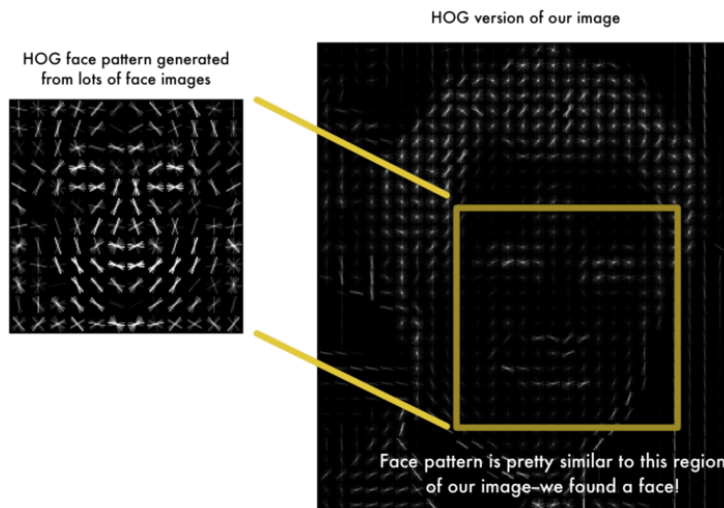 HOG version of our image
HOG face pattern generated
from lots of face images
Face pattern is pretty similar to this region
of our image–we found a face!